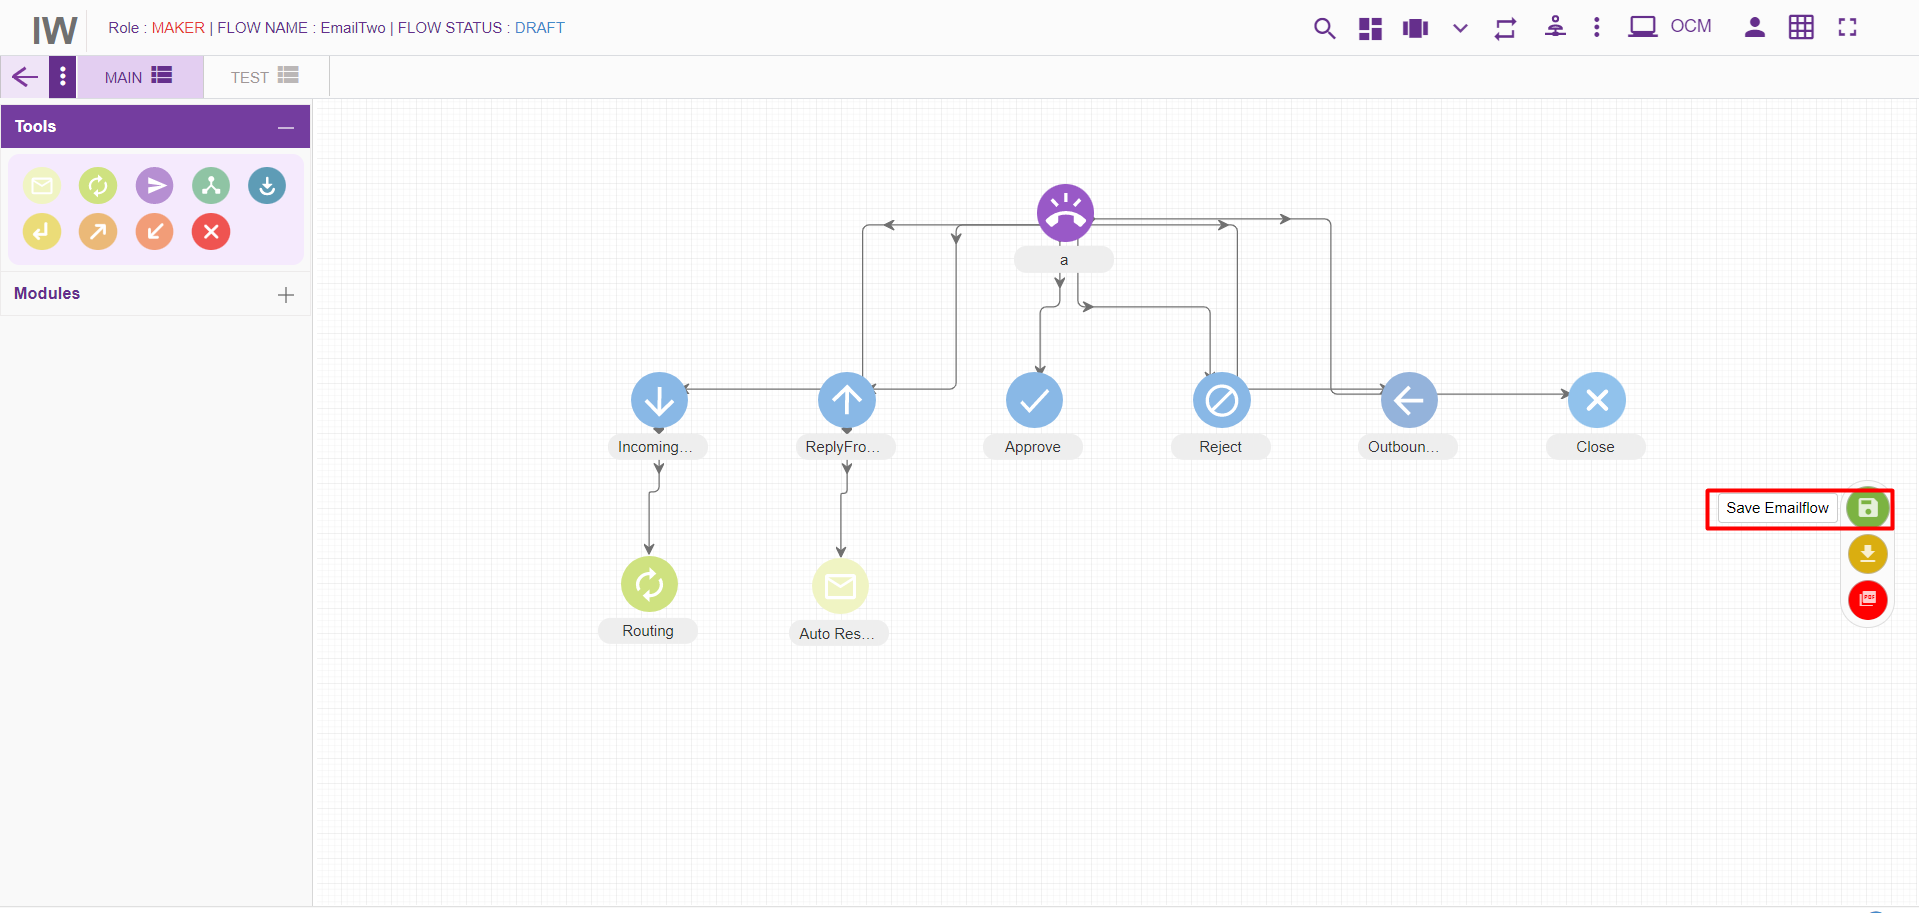 IW
Role : MAKER | FLOW NAME : EmailTwo | FLOW STATUS : DRAFT
OCM
MAIN
TEST
Tools
Modules
a
Incoming...
ReplyFro...
Approve
Reject
Outboun...
Close
Save Emailflow
PDF
Routing
Auto Res...